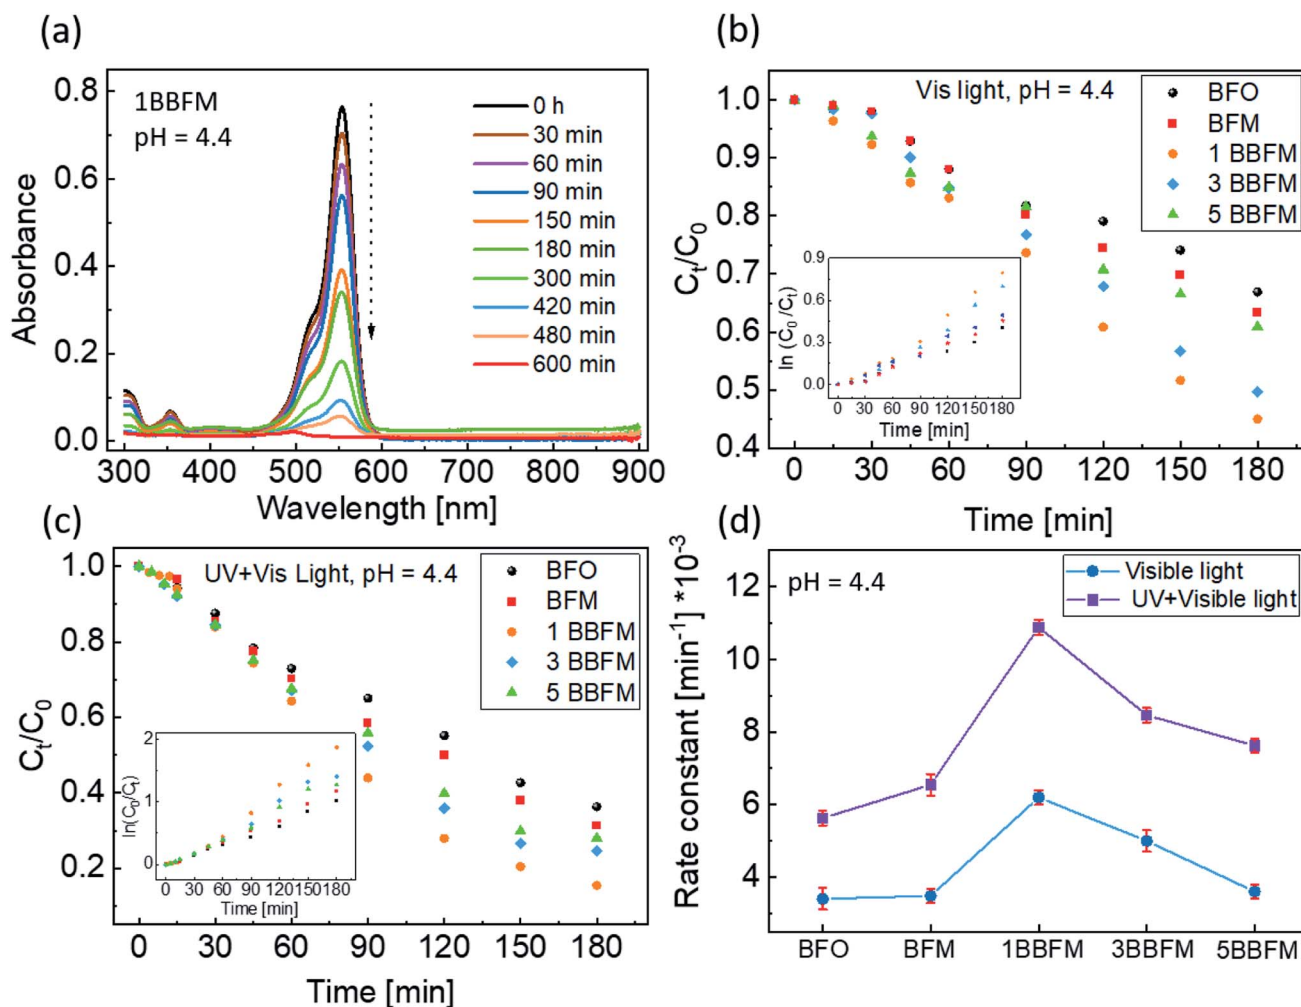 (a)
1BBFM
pH = 4.4
0 h
30 min
60 min
90 min
150 min
180 min
300 min
420 min
480 min
600 min
Absorbance
0.8
0.6
0.4
0.2
0.0
300 400 500 600 700 800 900
Wavelength [nm]
(b)
Vis light, pH = 4.4
BFO
BFM
1 BBFM
3 BBFM
5 BBFM
C_t/C_0
1.0
0.9
0.8
0.7
0.6
0.5
0.4
ln (C_0/C_t)
0.9
0.6
0.3
0.0
0 30 60 90 120 150 180
Time [min]
0 30 60 90 120 150 180
Time [min]
(c)
UV+Vis Light, pH = 4.4
BFO
BFM
1 BBFM
3 BBFM
5 BBFM
C_t/C_0
1.0
0.8
0.6
0.4
0.2
ln(C_0/C_t)
2
1
0
0 30 60 90 120 150 180
Time [min]
0 30 60 90 120 150 180
Time [min]
(d)
pH = 4.4
Visible light
UV+Visible light
Rate constant [min⁻¹] *10⁻³
12
10
8
6
4
BFO BFM 1BBFM 3BBFM 5BBFM